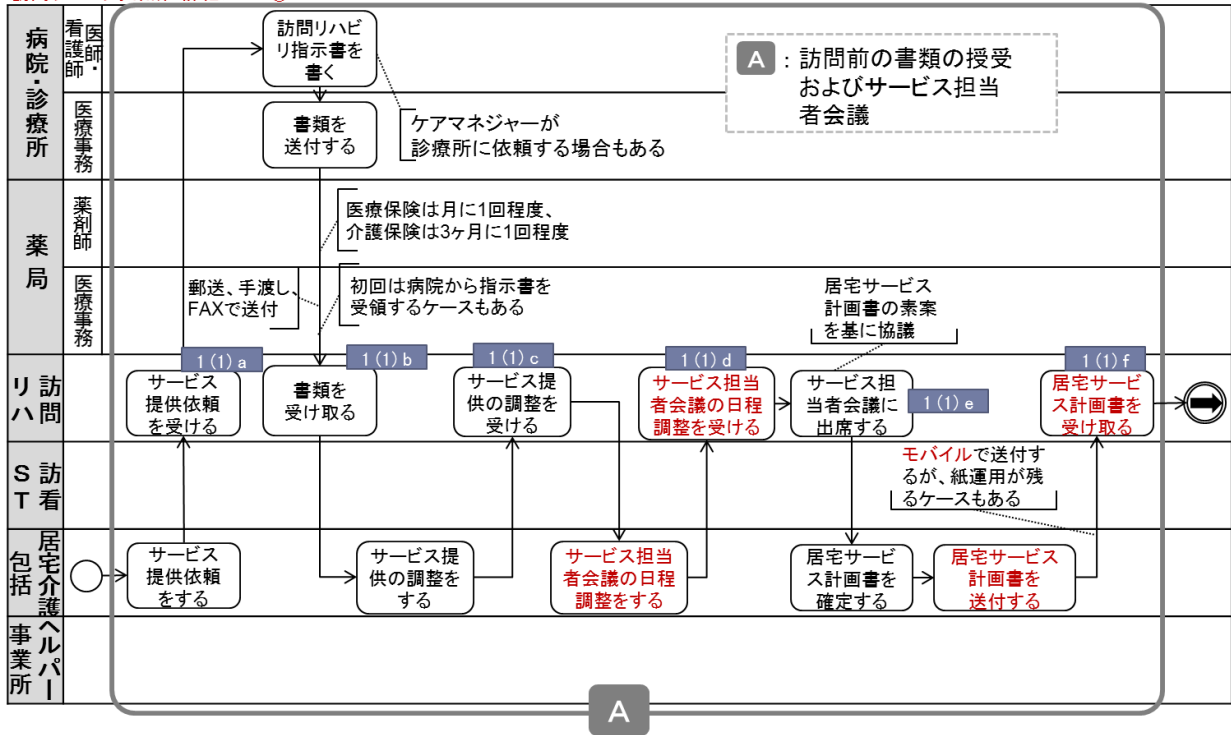 病院・診療所
医師・
看護師
訪問リハビ
リ指示書を
書く
A
：訪問前の書類の授受
およびサービス担当
者会議
医療事務
書類を
送付する
ケアマネジャーが
診療所に依頼する場合もある
薬局
薬剤師
医療保険は月に1回程度、
介護保険は3ヶ月に1回程度
医療事務
郵送、手渡し、
FAXで送付
初回は病院から指示書を
受領するケースもある
居宅サービス
計画書の素案
を基に協議
訪問
リハ
1(1)a
サービス
提供依頼
を受ける
1(1)b
書類を
受け取る
1(1)c
サービス提
供の調整を
受ける
1(1)d
サービス担当
者会議の日程
調整を受ける
サービス担
当者会議に
出席する
1(1)e
1(1)f
居宅サービ
ス計画書を
受け取る
訪看
ST
モバイルで送付す
るが、紙運用が残
るケースもある
居宅介護
包括
サービス
提供依頼
をする
サービス提
供の調整を
する
サービス担当
者会議の日程
調整をする
居宅サービ
ス計画書を
確定する
居宅サービス
計画書を
送付する
ヘルパー
事業所
A